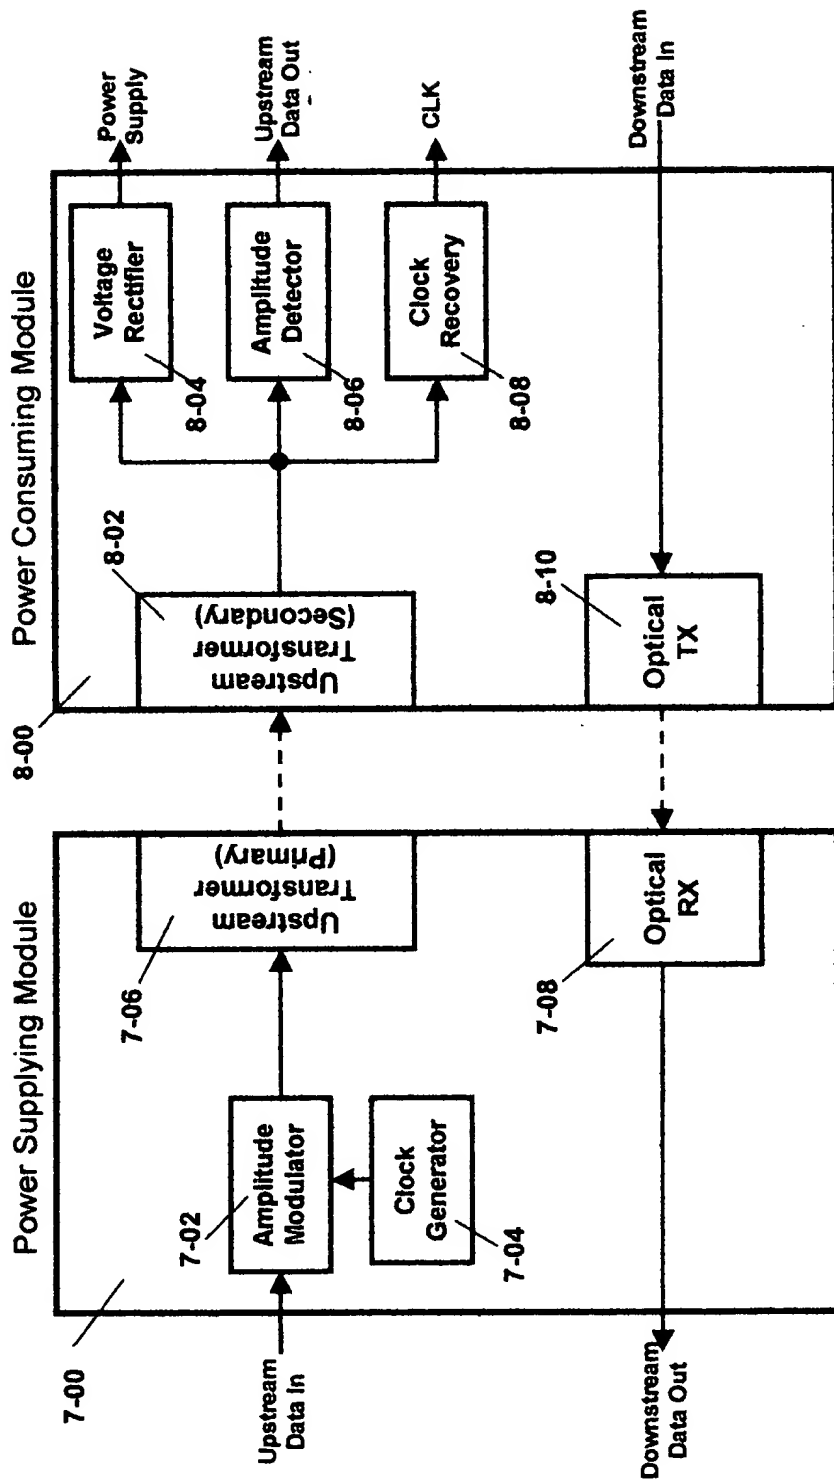 Power Supplying Module
7-00
Upstream
Data In
7-02
Amplitude
Modulator
Clock
Generator
7-04
7-06
Upstream
Transformer
(Primary)
7-08
Optical
RX
Downstream
Data Out
Power Consuming Module
8-00
8-02
Upstream
Transformer
(Secondary)
Voltage
Rectifier
8-04
Power
Supply
Amplitude
Detector
8-06
Upstream
Data Out
Clock
Recovery
8-08
CLK
8-10
Optical
TX
Downstream
Data In